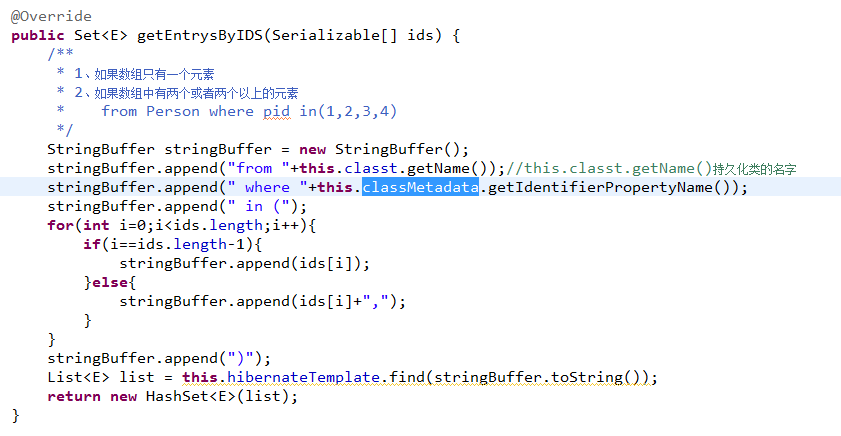 @Override
public Set<E> getEntrysByIDS(Serializable[] ids) {
/**
* 1、如果数组只有一个元素
* 2、如果数组中有两个或者两个以上的元素
*    from Person where pid in(1,2,3,4)
*/
StringBuffer stringBuffer = new StringBuffer();
stringBuffer.append("from "+this.classt.getName());//this.classt.getName()持久化类的名字
stringBuffer.append(" where "+this.classMetadata.getIdentifierPropertyName());
stringBuffer.append(" in (");
for(int i=0;i<ids.length;i++){
if(i==ids.length-1){
stringBuffer.append(ids[i]);
}else{
stringBuffer.append(ids[i]+",");
}
}
stringBuffer.append(")");
List<E> list = this.hibernateTemplate.find(stringBuffer.toString());
return new HashSet<E>(list);
}